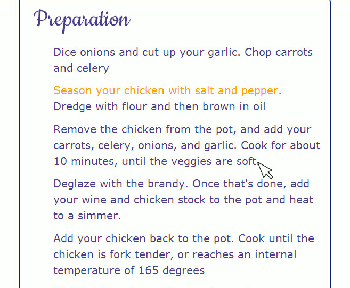 Preparation
Dice onions and cut up your garlic. Chop carrots
and celery
Season your chicken with salt and pepper.
Dredge with flour and then brown in oil
Remove the chicken from the pot, and add your
carrots, celery, onions, and garlic. Cook for about
10 minutes, until the veggies are soft.
Deglaze with the brandy. Once that's done, add
your wine and chicken stock to the pot and heat
to a simmer.
Add your chicken back to the pot. Cook until the
chicken is fork tender, or reaches an internal
temperature of 165 degrees